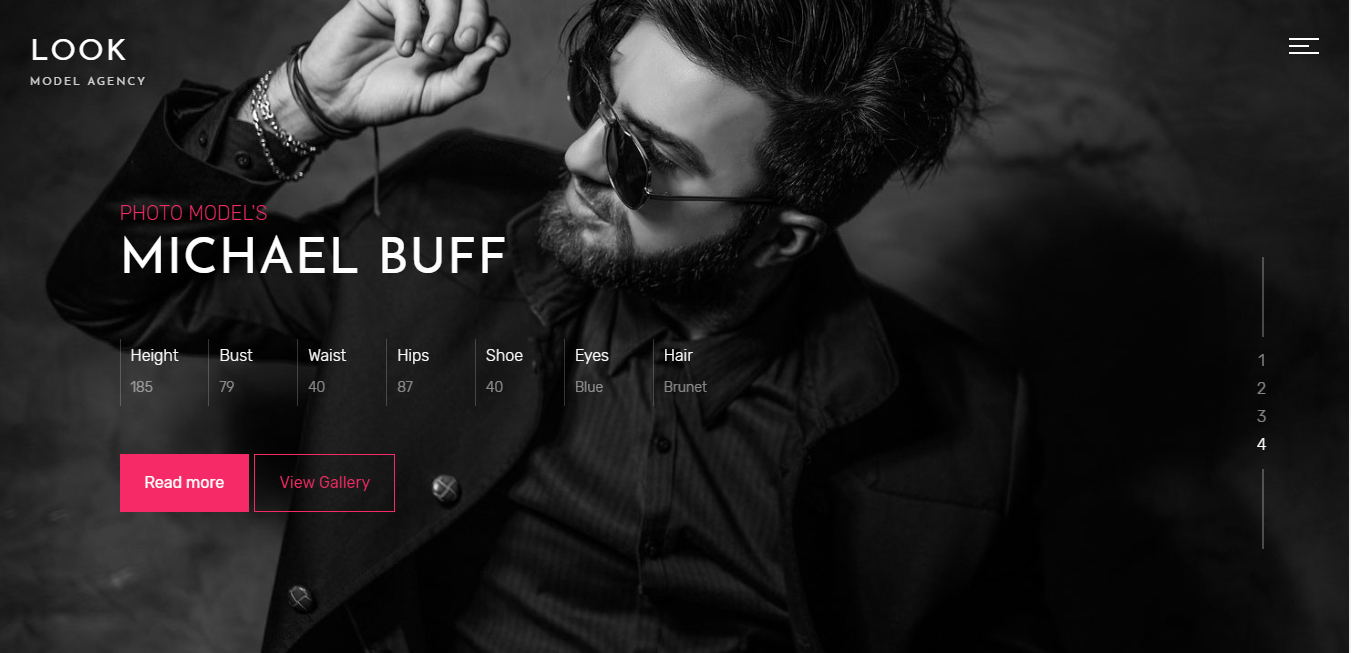 LOOK
MODEL AGENCY
PHOTO MODEL'S
MICHAEL BUFF
Height Bust Waist Hips Shoe Eyes Hair
185 79 40 87 40 Blue Brunet
Read more View Gallery
1
2
3
4